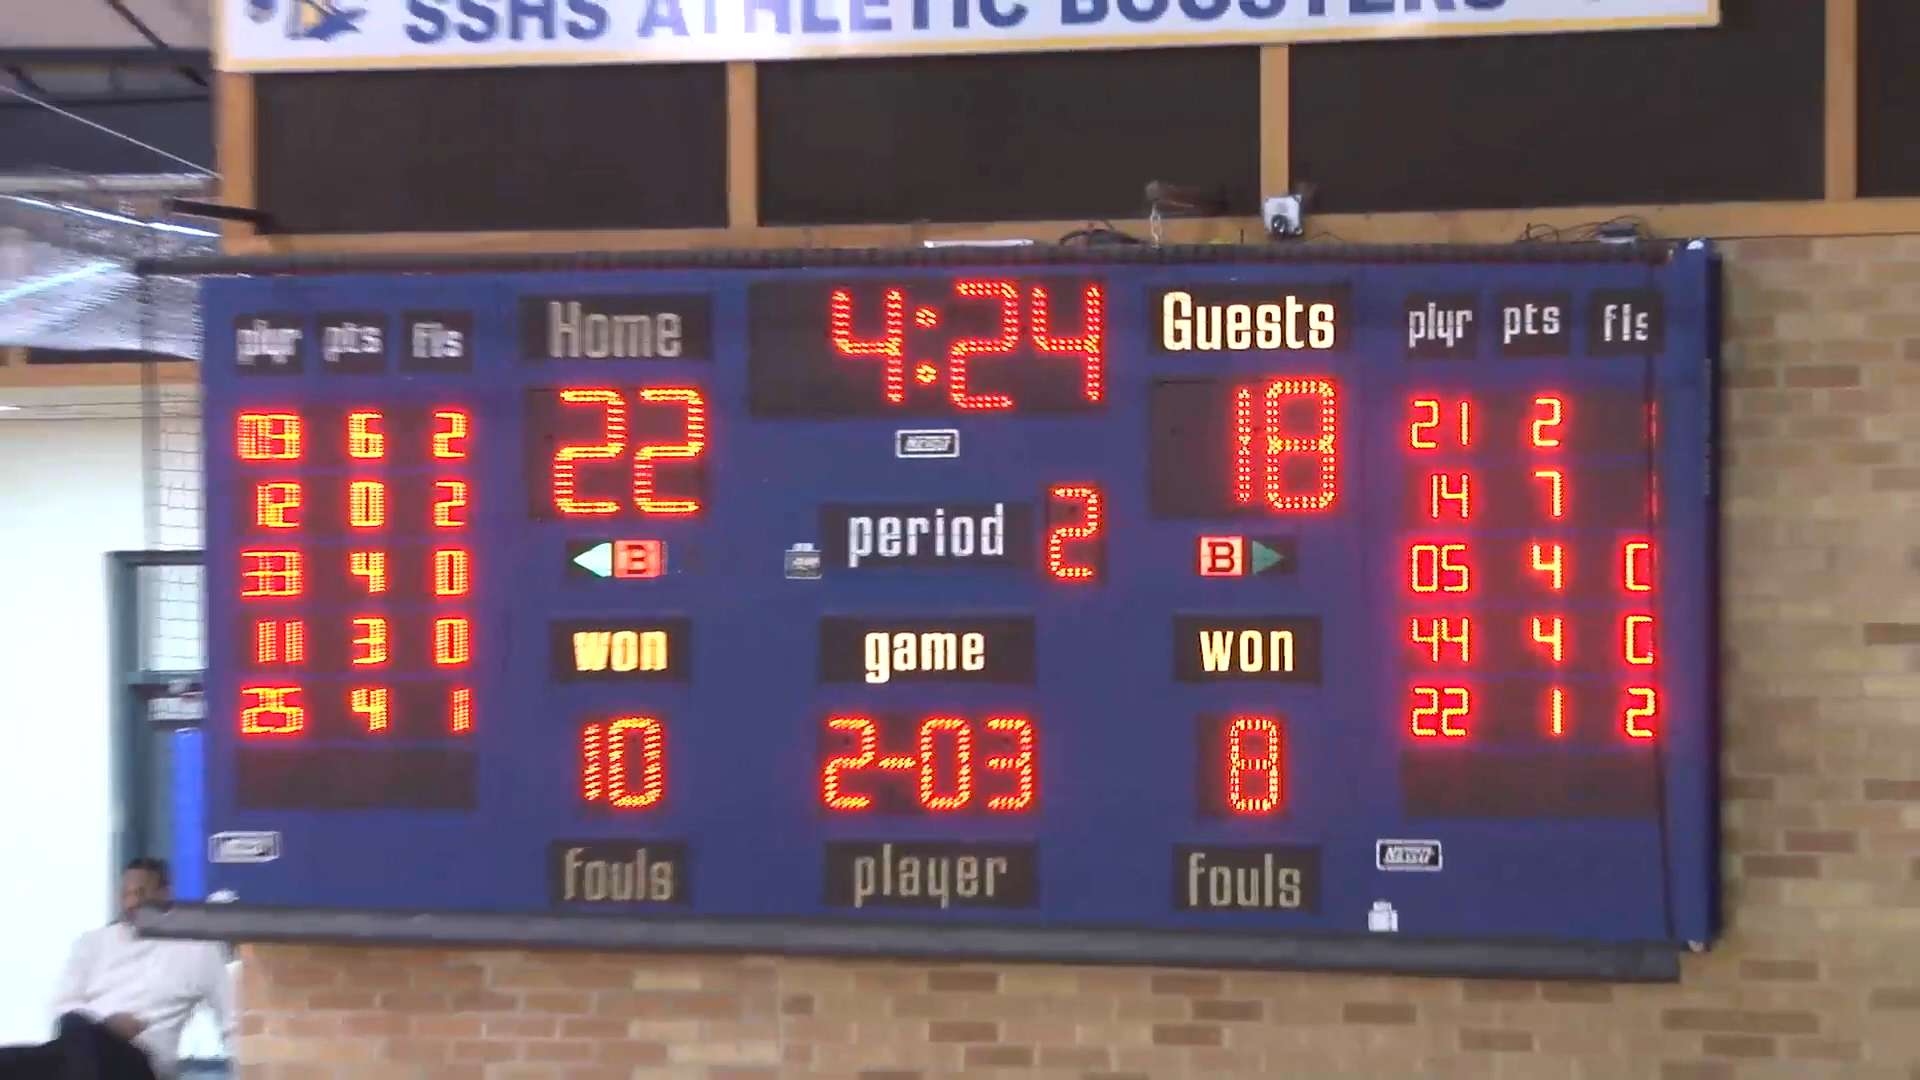 SSHS ATHLETIC BOOSTERS
plyr pts fls
Home
4:24
Guests
plyr pts fls
22
18
6 2
21 2
12 0 2
14 7
period 2
B
B
33 4 0
05 4
11 3 0
44 4
won
game
won
25 4 1
22 1 2
10
2-03
8
fouls
player
fouls